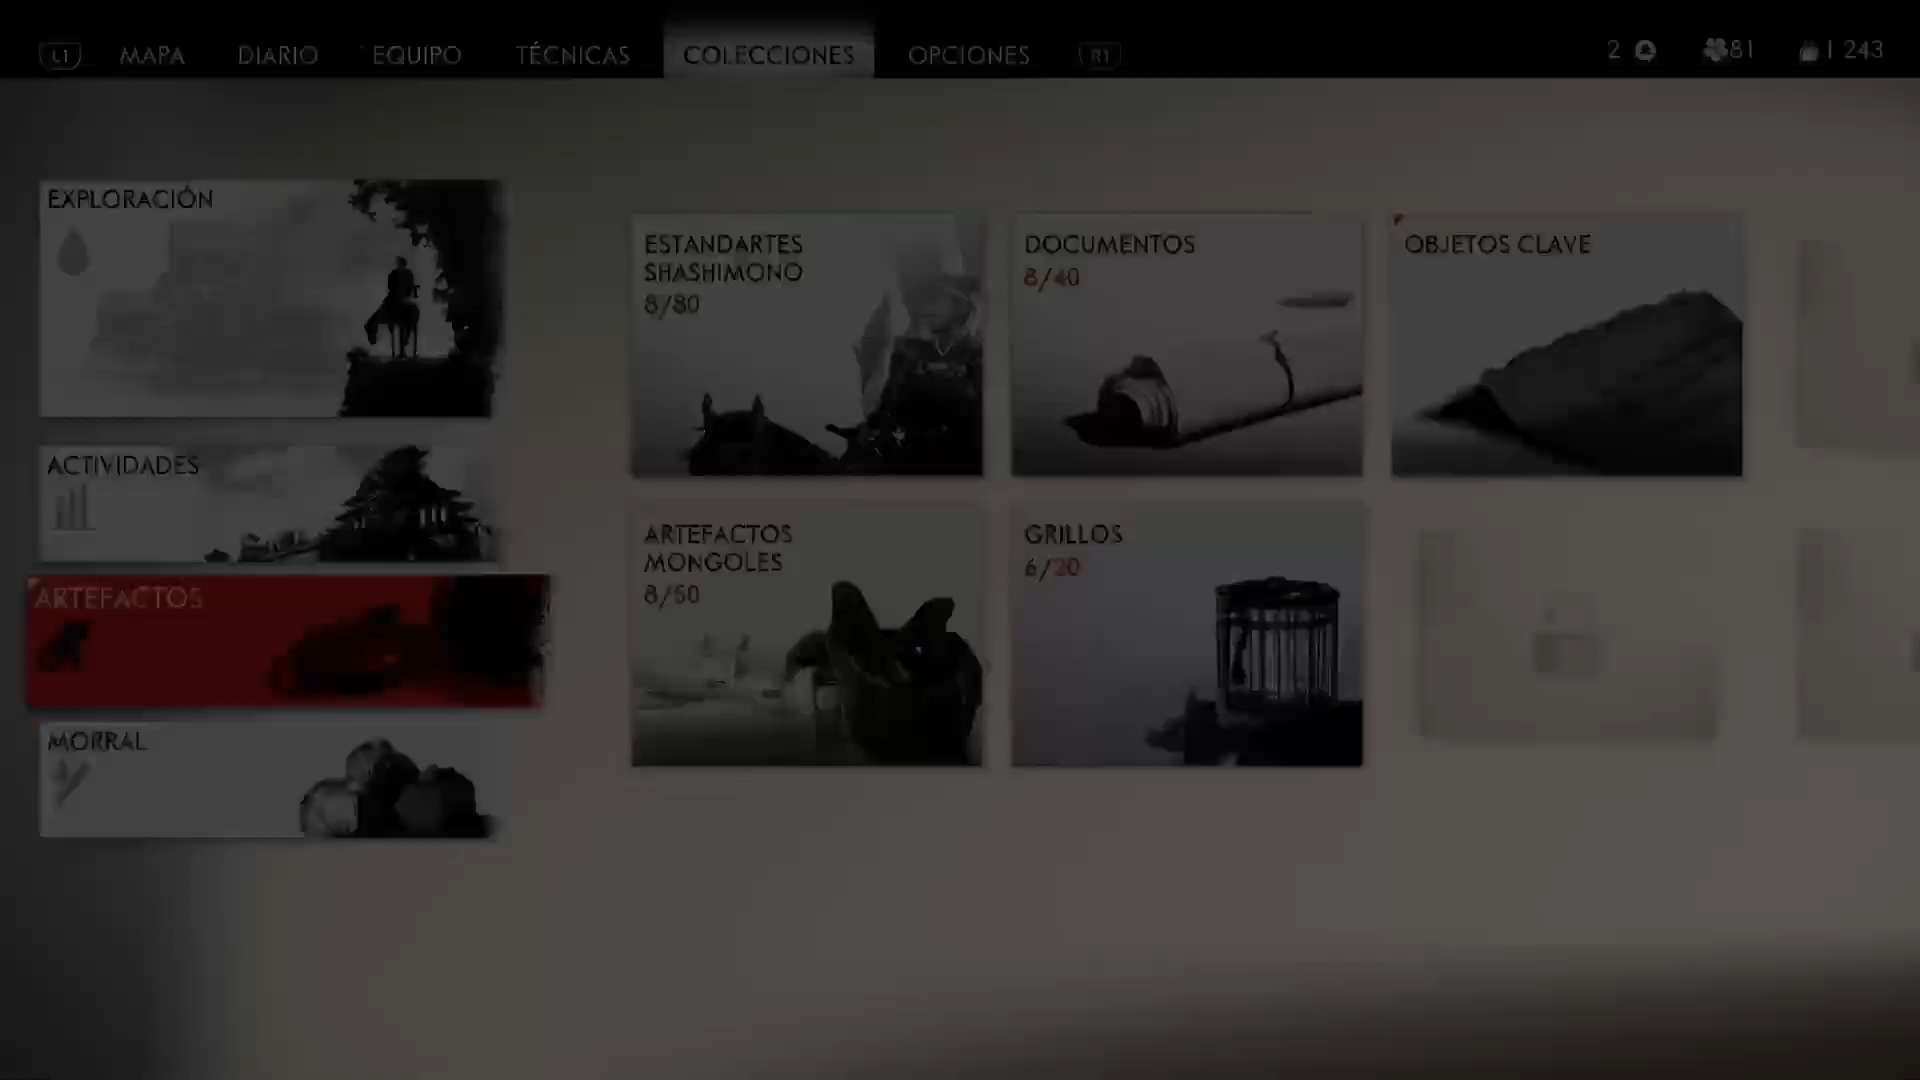 L1 MAPA DIARIO EQUIPO TÉCNICAS COLECCIONES OPCIONES R1 2 81 1 243
EXPLORACIÓN
ACTIVIDADES
ARTEFACTOS
MORRAL
ESTANDARTES
SHASHIMONO
8/80
DOCUMENTOS
8/40
OBJETOS CLAVE
ARTEFACTOS
MONGOLES
8/50
GRILLOS
6/20